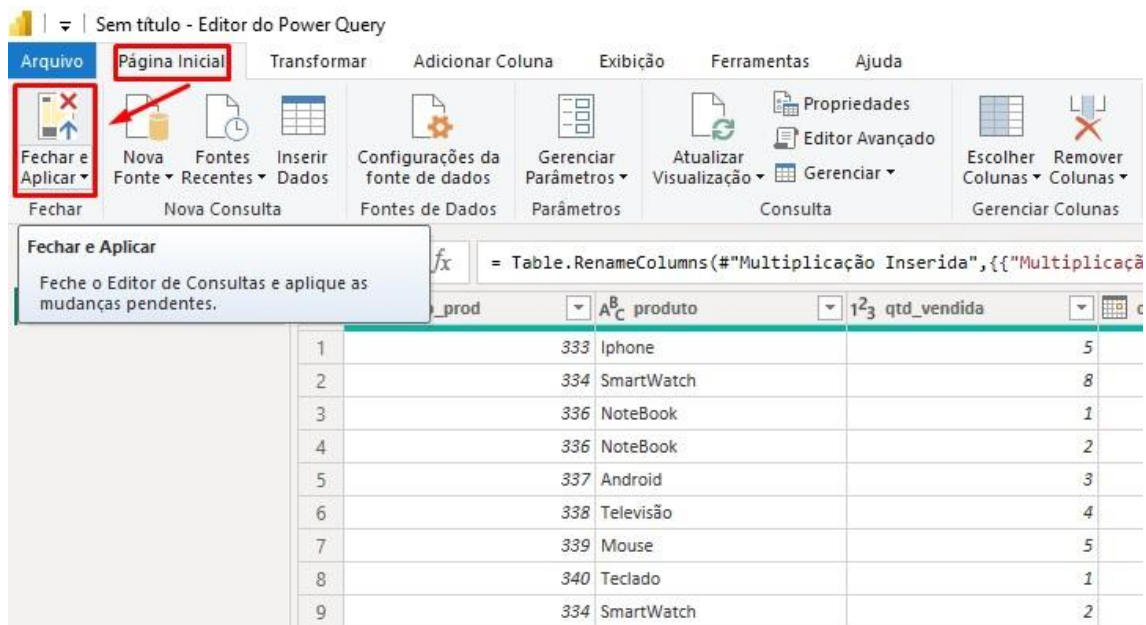 Sem título - Editor do Power Query
Arquivo Página Inicial Transformar Adicionar Coluna Exibição Ferramentas Ajuda
Fechar e Aplicar
Nova Fonte
Fontes Recentes
Inserir Dados
Configurações da fonte de dados
Gerenciar Parâmetros
Atualizar Visualização
Propriedades
Editor Avançado
Gerenciar
Escolher Colunas
Remover Colunas
Fechar Nova Consulta Fontes de Dados Parâmetros Consulta Gerenciar Colunas
Fechar e Aplicar
Feche o Editor de Consultas e aplique as
mudanças pendentes.
fx = Table.RenameColumns(#"Multiplicação Inserida",{{"Multiplicaçã
_prod ABC produto 123 qtd_vendida
1 333 Iphone 5
2 334 SmartWatch 8
3 336 NoteBook 1
4 336 NoteBook 2
5 337 Android 3
6 338 Televisão 4
7 339 Mouse 5
8 340 Teclado 1
9 334 SmartWatch 2